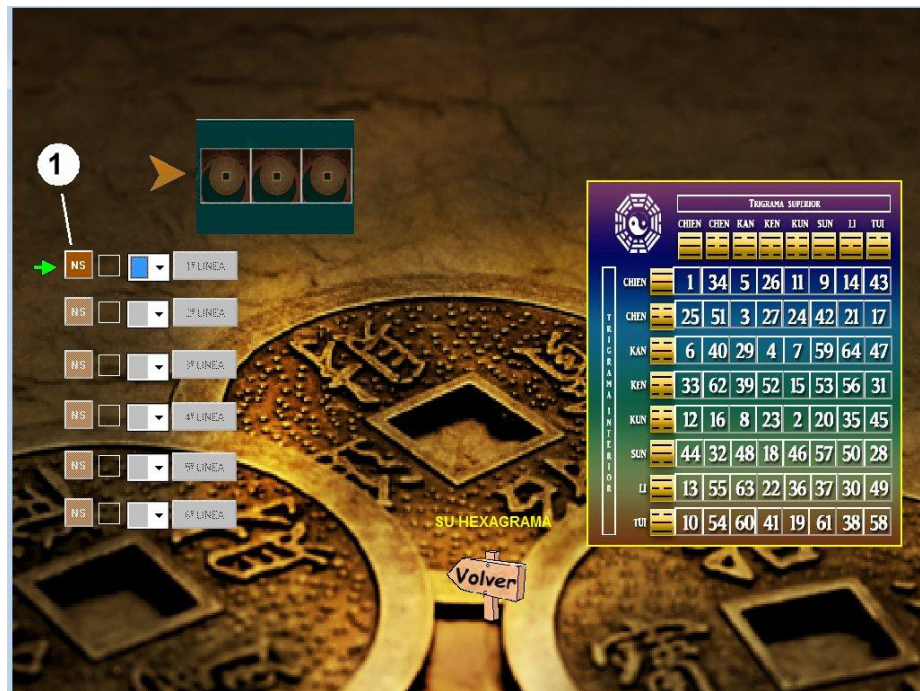 1
NS 1ª LINEA
NS 2ª LINEA
NS 3ª LINEA
NS 4ª LINEA
NS 5ª LINEA
NS 6ª LINEA
SU HEXAGRAMA
Volver
TRIGRAMA SUPERIOR
CHIEN CHEN KAN KEN KUN SUN LI TUI
TRIGRAMA INTERIOR
CHIEN 1 34 5 26 11 9 14 43
CHEN 25 51 3 27 24 42 21 17
KAN 6 40 29 4 7 59 64 47
KEN 33 62 39 52 15 53 56 31
KUN 12 16 8 23 2 20 35 45
SUN 44 32 48 18 46 57 50 28
LI 13 55 63 22 36 37 30 49
TUI 10 54 60 41 19 61 38 58